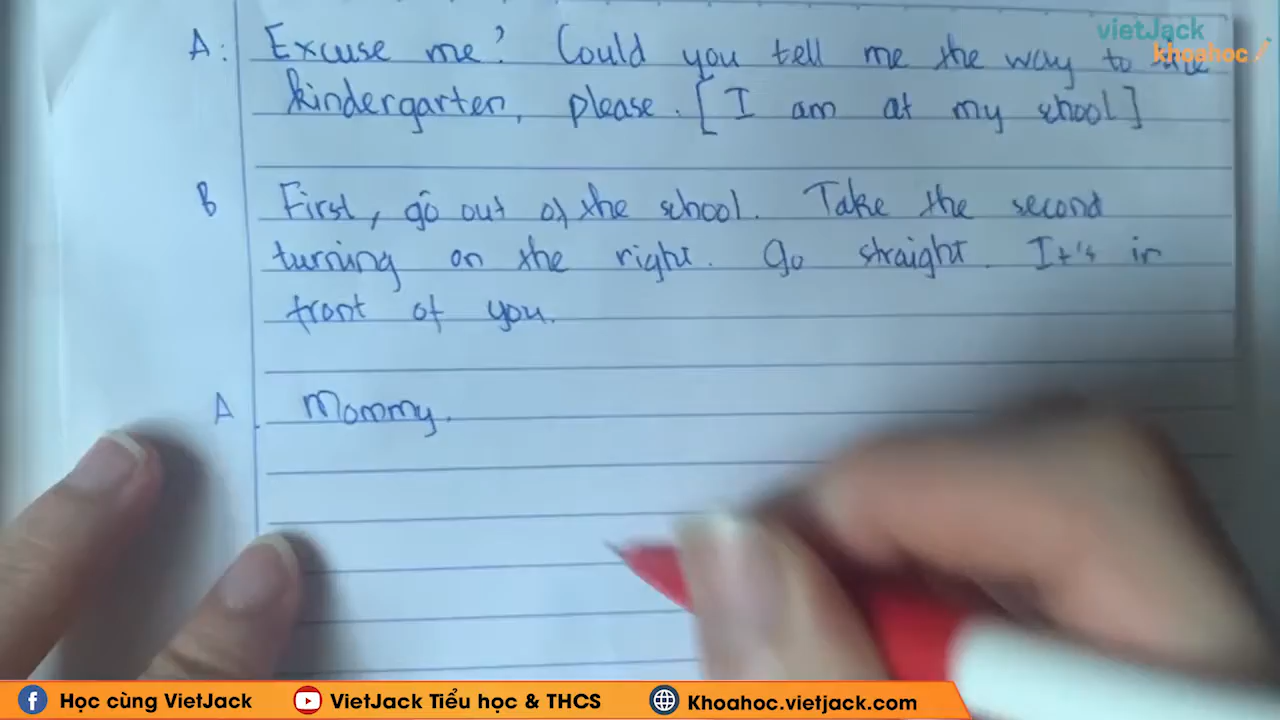 vietJack
khoahoc
A: Excuse me? Could you tell me the way to the
kindergarten, please. [I am at my school]
B First, go out of the school. Take the second
turning on the right. Go straight. It's in
front of you.
A Mommy.
Học cùng VietJack VietJack Tiểu học & THCS Khoahoc.vietjack.com